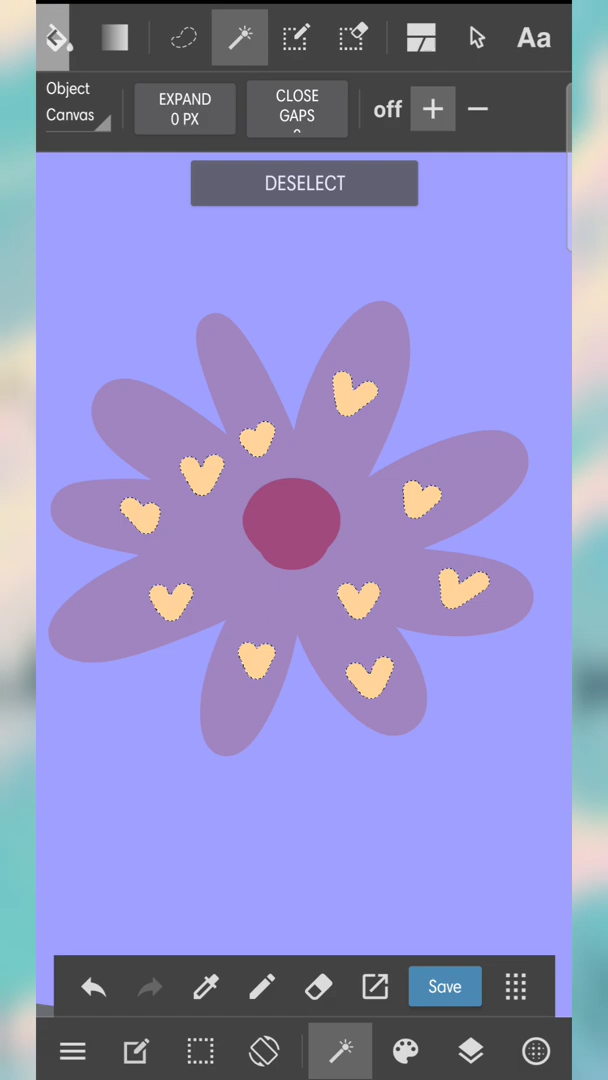 Aa
Object
Canvas
EXPAND
0 PX
CLOSE
GAPS
off
DESELECT
Save